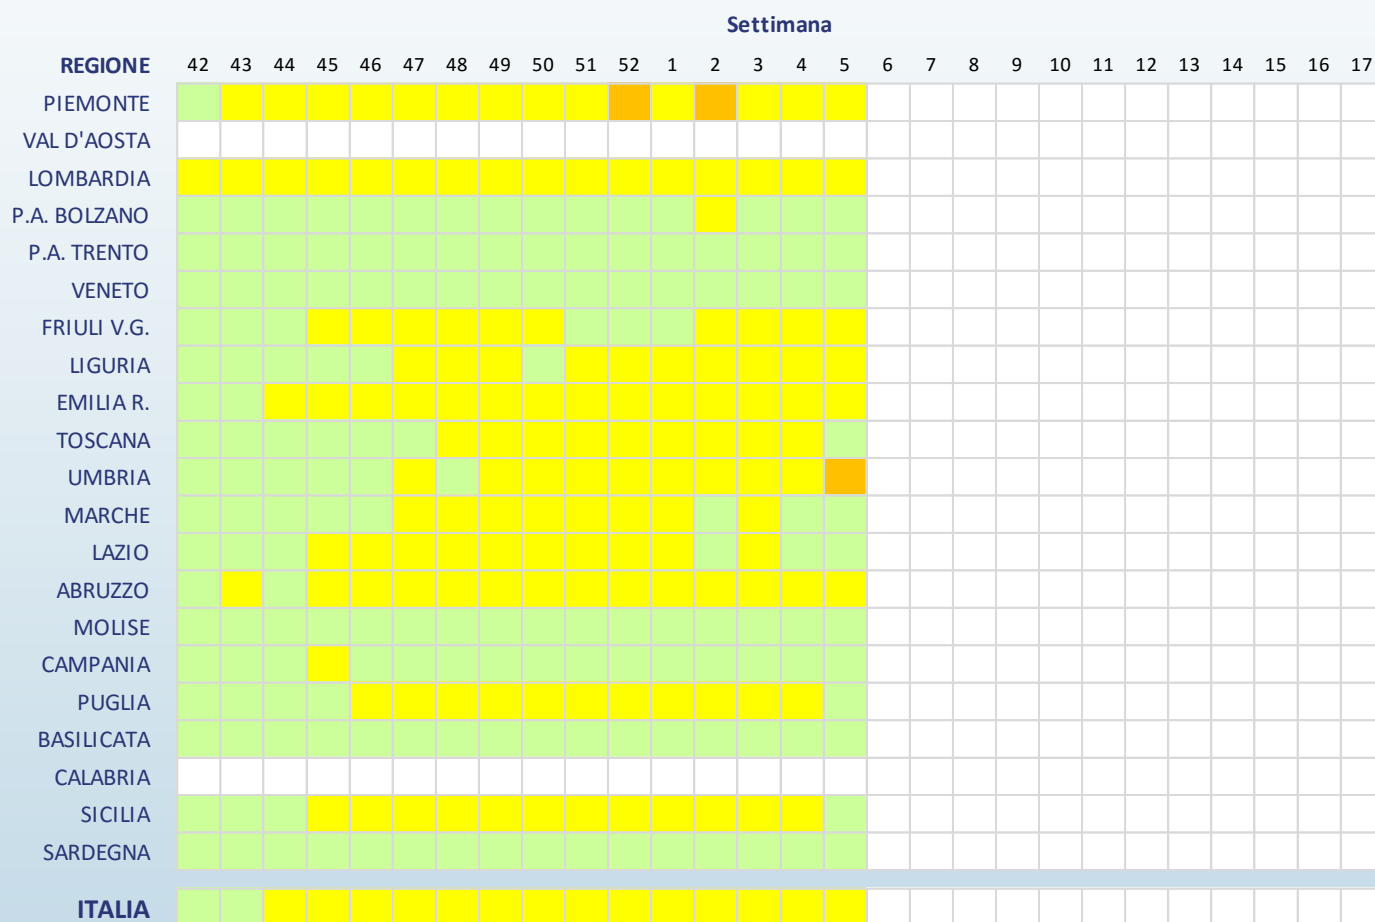 Settimana
REGIONE 42 43 44 45 46 47 48 49 50 51 52 1 2 3 4 5 6 7 8 9 10 11 12 13 14 15 16 17
PIEMONTE
VAL D'AOSTA
LOMBARDIA
P.A. BOLZANO
P.A. TRENTO
VENETO
FRIULI V.G.
LIGURIA
EMILIA R.
TOSCANA
UMBRIA
MARCHE
LAZIO
ABRUZZO
MOLISE
CAMPANIA
PUGLIA
BASILICATA
CALABRIA
SICILIA
SARDEGNA
ITALIA